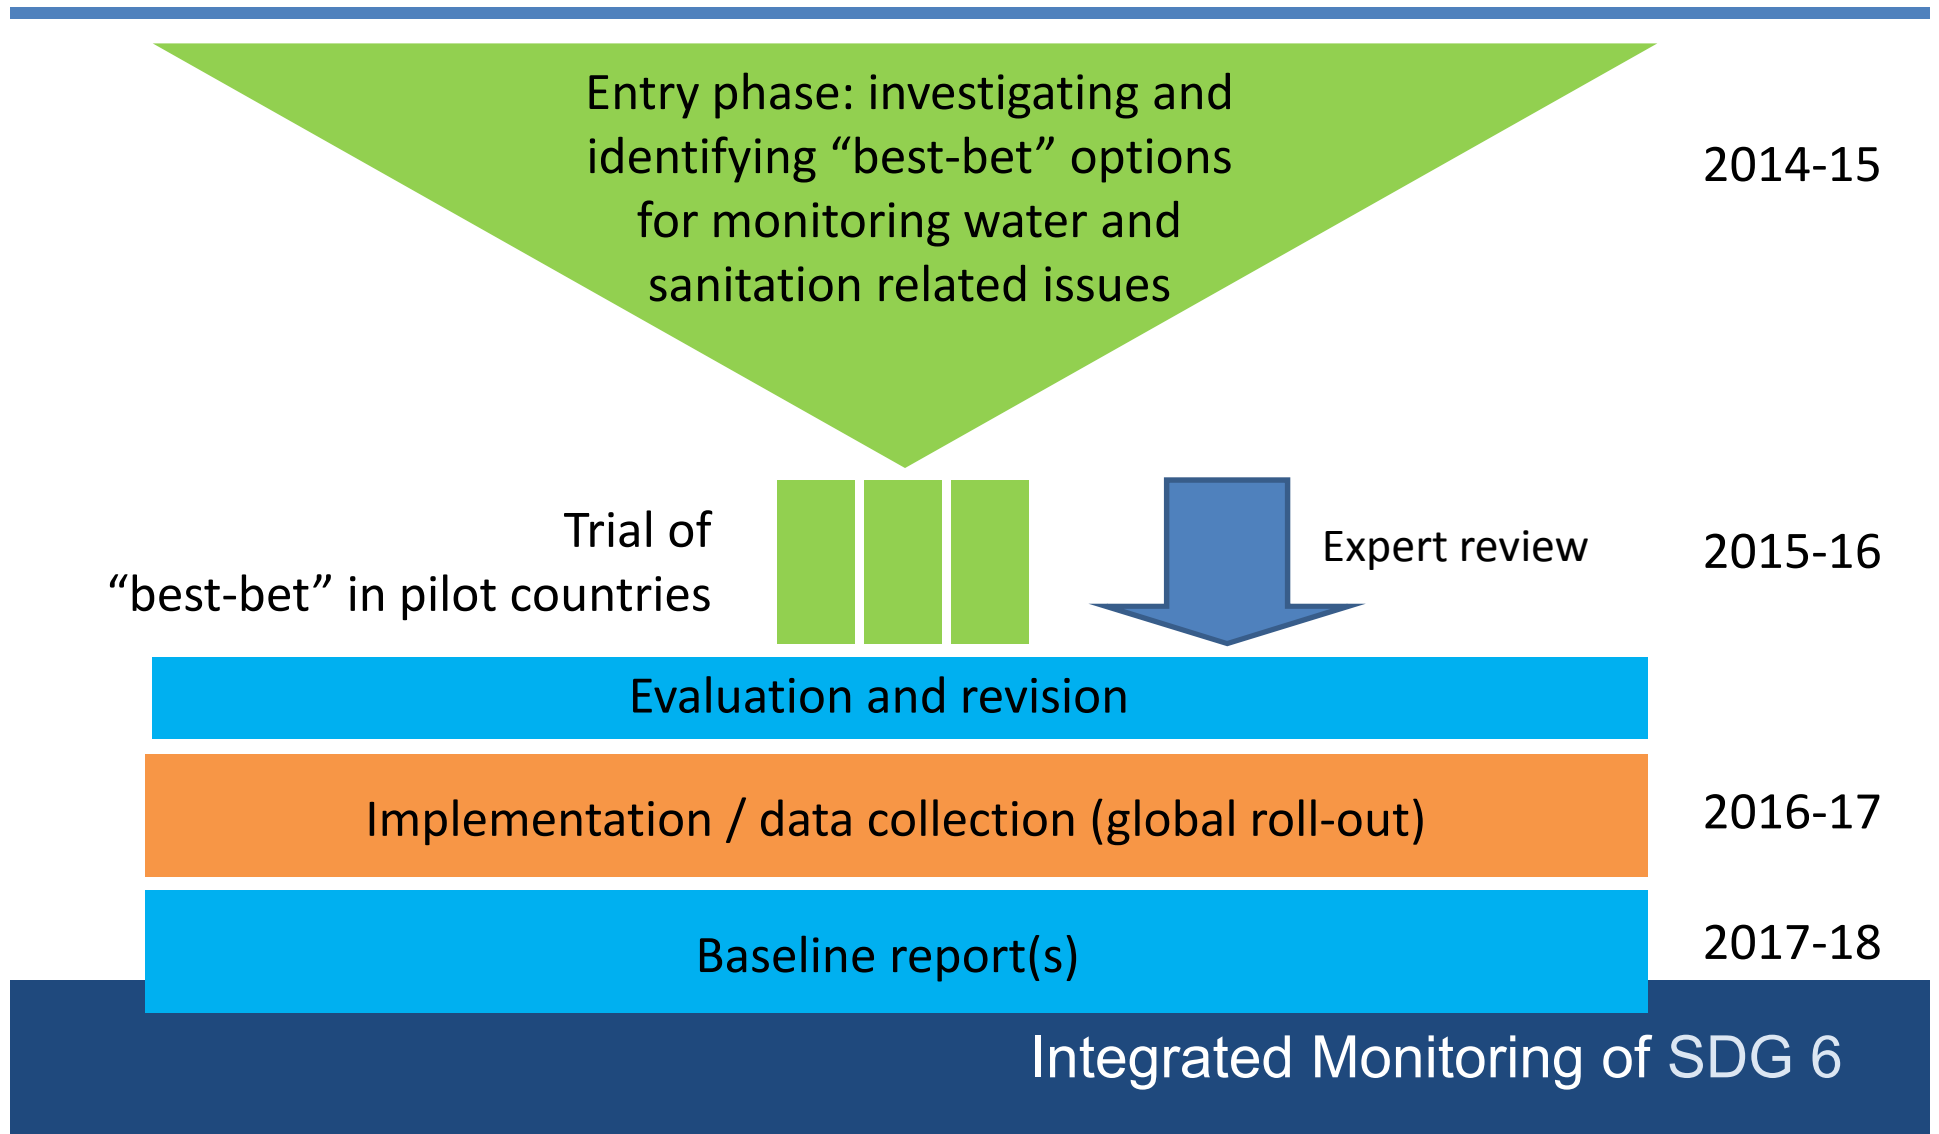 Entry phase: investigating and
identifying “best-bet” options
for monitoring water and
sanitation related issues
2014-15
Trial of
“best-bet” in pilot countries
Expert review
2015-16
Evaluation and revision
Implementation / data collection (global roll-out)
2016-17
Baseline report(s)
2017-18
Integrated Monitoring of SDG 6